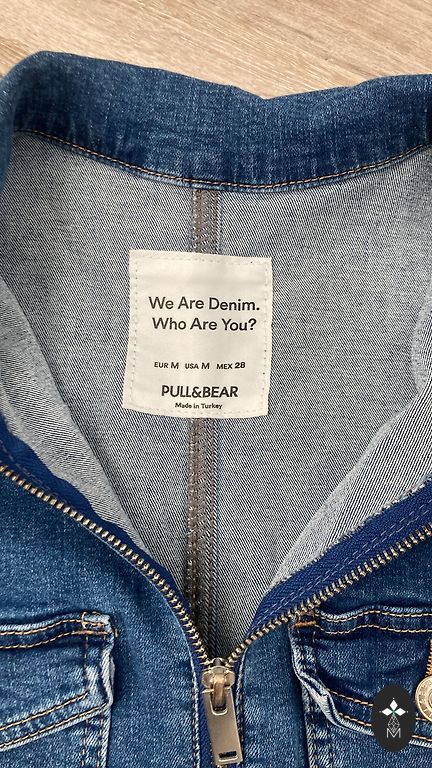 We Are Denim.
Who Are You?
EUR M USA M MEX 28
PULL&BEAR
Made in Turkey
M